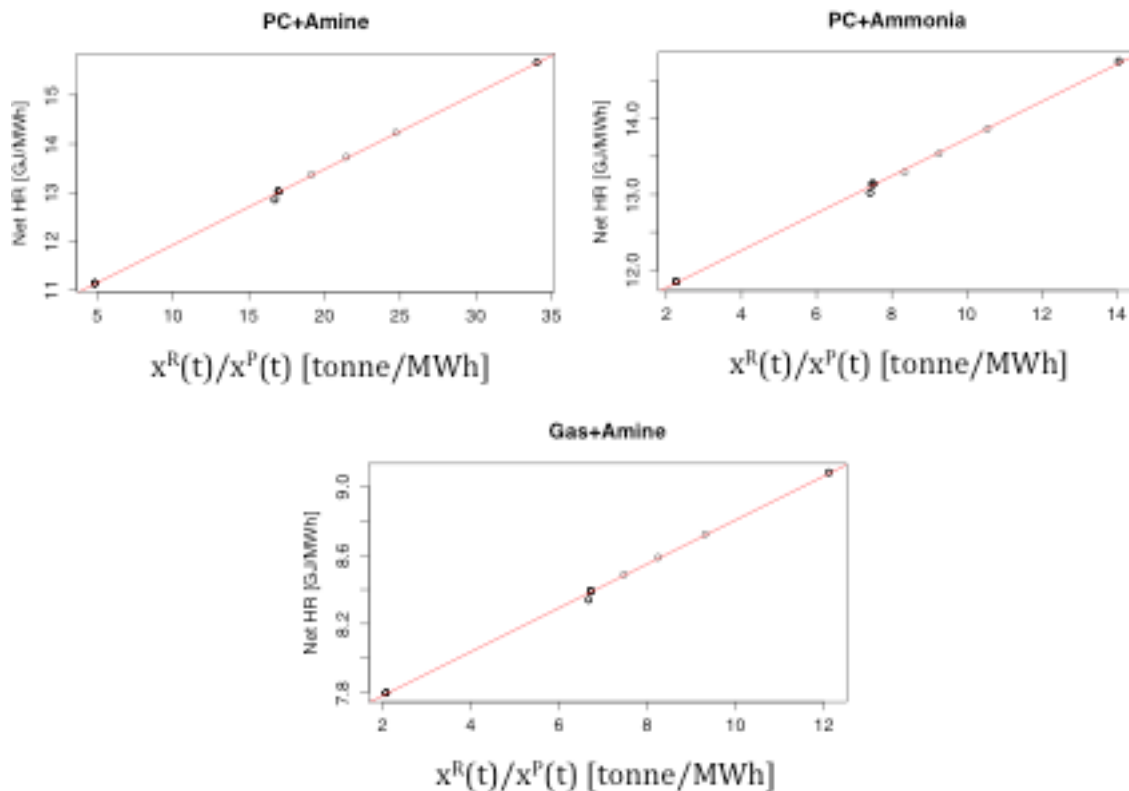 PC+Amine
Net HR [GJ/MWh]
15
14
13
12
11
5 10 15 20 25 30 35
x^R(t)/x^P(t) [tonne/MWh]
PC+Ammonia
Net HR [GJ/MWh]
14.0
13.0
12.0
2 4 6 8 10 12 14
x^R(t)/x^P(t) [tonne/MWh]
Gas+Amine
Net HR [GJ/MWh]
9.0
8.6
8.2
7.8
2 4 6 8 10 12
x^R(t)/x^P(t) [tonne/MWh]